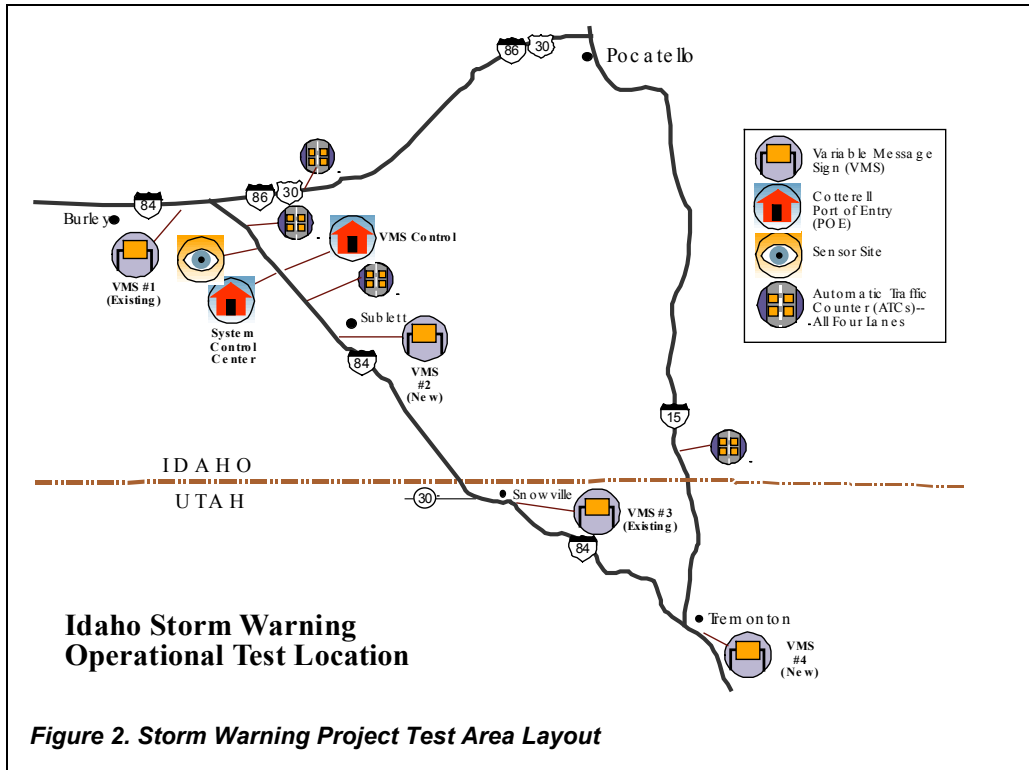 86
30
Pocatello
Variable Message
Sign (VMS)
Cotterell
Port of Entry
(POE)
Sensor Site
Automatic Traffic
Counter (ATCs)--
All Four Lanes
84
86
30
Burley
VMS Control
VMS #1
(Existing)
System
Control
Center
Sublett
84
VMS
#2
(New)
15
IDAHO
UTAH
30
Snowville
VMS #3
(Existing)
84
Tremonton
VMS
#4
(New)
Idaho Storm Warning
Operational Test Location
Figure 2. Storm Warning Project Test Area Layout